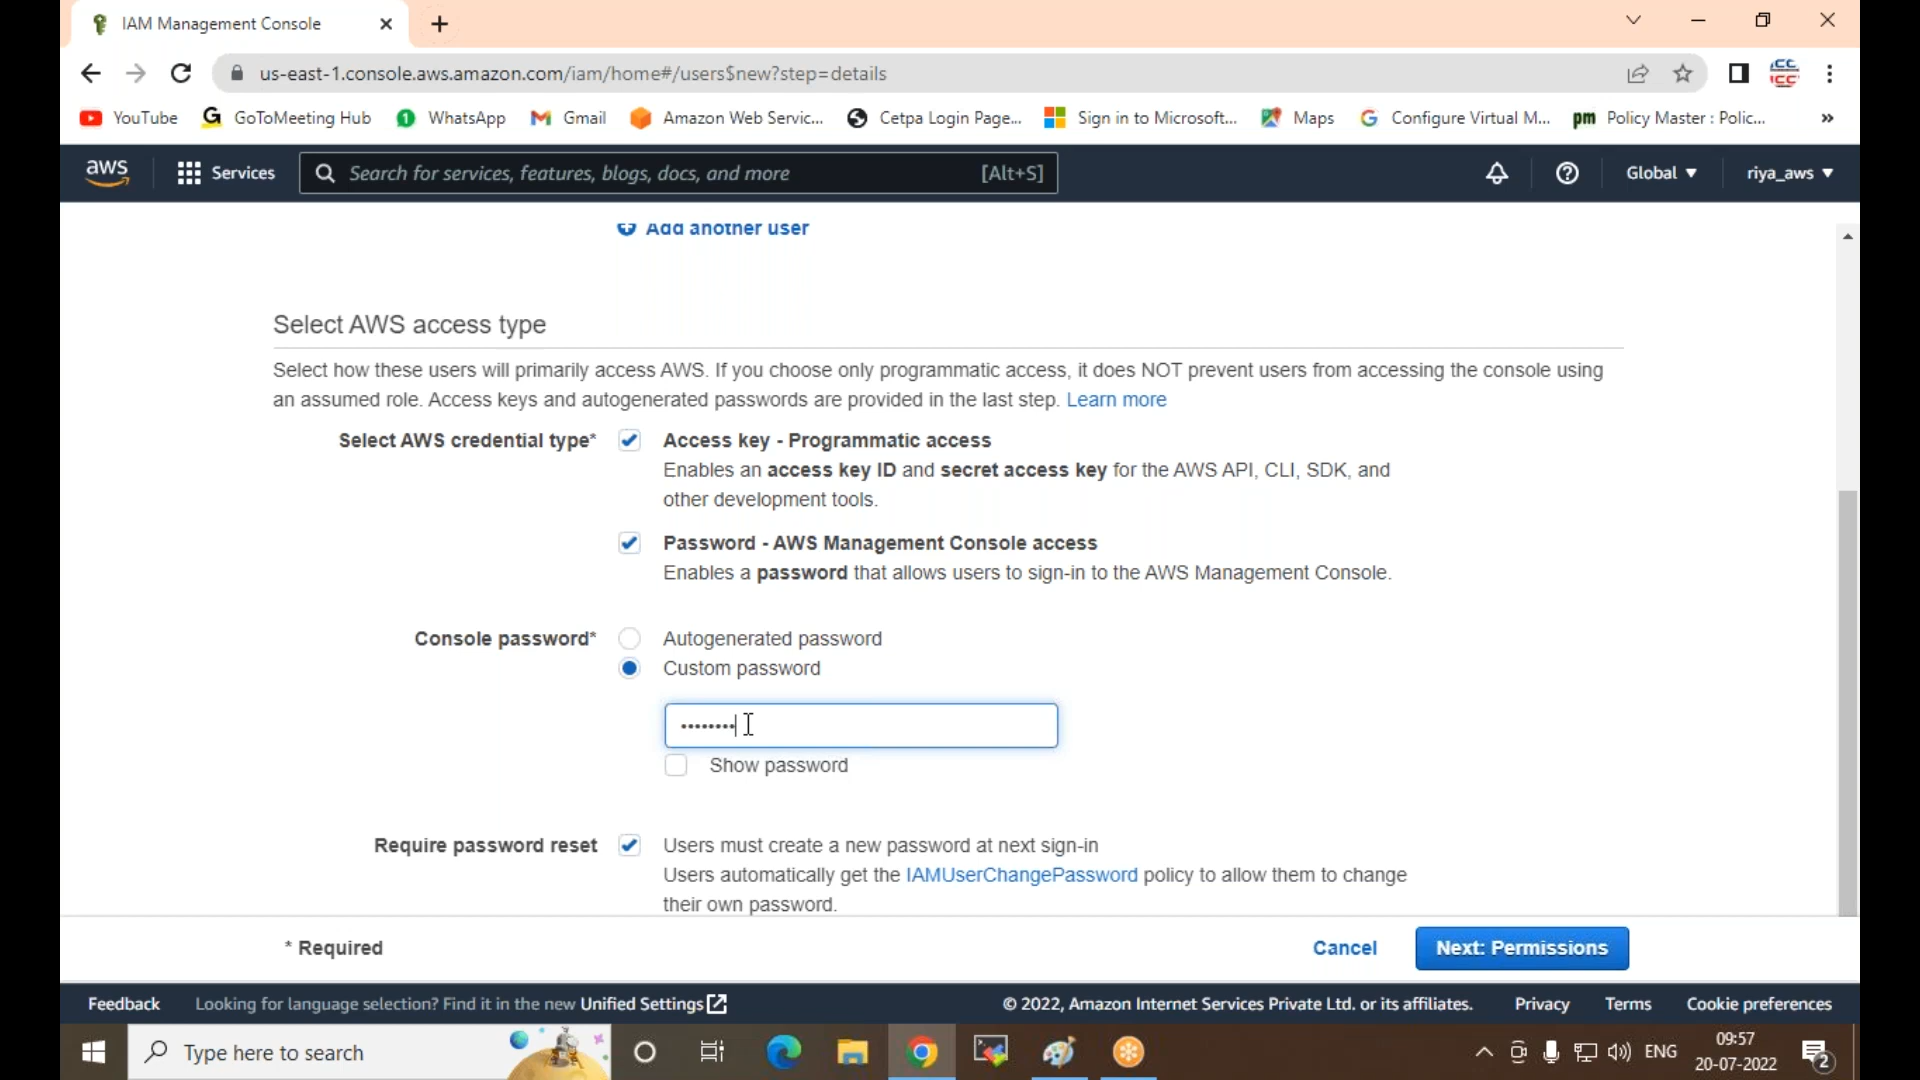 IAM Management Console
us-east-1.console.aws.amazon.com/iam/home#/users$new?step=details
YouTube GoToMeeting Hub WhatsApp Gmail Amazon Web Servic... Cetpa Login Page... Sign in to Microsoft... Maps Configure Virtual M... pm Policy Master : Polic... »
aws Services Search for services, features, blogs, docs, and more [Alt+S] Global riya_aws
Add another user
Select AWS access type
Select how these users will primarily access AWS. If you choose only programmatic access, it does NOT prevent users from accessing the console using
an assumed role. Access keys and autogenerated passwords are provided in the last step. Learn more
Select AWS credential type* Access key - Programmatic access
Enables an access key ID and secret access key for the AWS API, CLI, SDK, and
other development tools.
Password - AWS Management Console access
Enables a password that allows users to sign-in to the AWS Management Console.
Console password* Autogenerated password
Custom password
••••••••
Show password
Require password reset Users must create a new password at next sign-in
Users automatically get the IAMUserChangePassword policy to allow them to change
their own password.
* Required Cancel Next: Permissions
Feedback Looking for language selection? Find it in the new Unified Settings © 2022, Amazon Internet Services Private Ltd. or its affiliates. Privacy Terms Cookie preferences
Type here to search ENG 09:57
20-07-2022 2